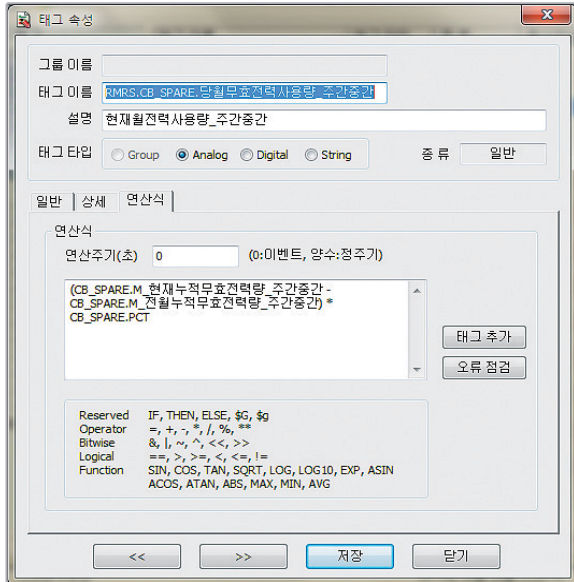 태그 속성
그룹 이름
태그 이름 RMRS.CB_SPARE.당월무효전력사용량_주간중간
설명 현재월전력사용량_주간중간
태그 타입 Group Analog Digital String 종 류 일반
일반 상세 연산식
연산식
연산주기(초) 0 (0:이벤트, 양수:정주기)
(CB_SPARE.M_현재누적무효전력량_주간중간 -
CB_SPARE.M_전월누적무효전력량_주간중간) *
CB_SPARE.PCT
태그 추가
오류 점검
Reserved IF, THEN, ELSE, $G, $g
Operator =, +, -, *, /, %, **
Bitwise &, |, ~, ^, <<, >>
Logical ==, >, >=, <, <=, !=
Function SIN, COS, TAN, SQRT, LOG, LOG10, EXP, ASIN
ACOS, ATAN, ABS, MAX, MIN, AVG
<< >> 저장 닫기